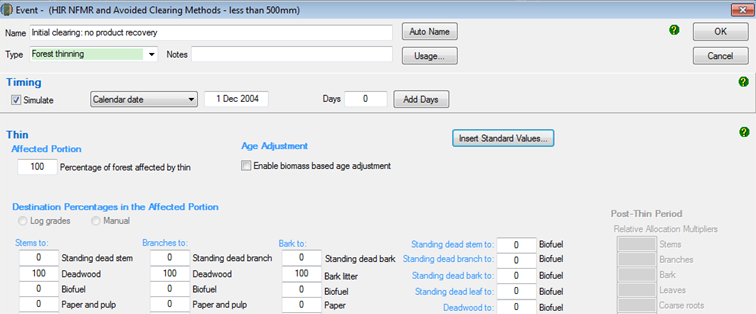 Event - (HIR NFMR and Avoided Clearing Methods - less than 500mm)
Name Initial clearing: no product recovery Auto Name ? OK
Type Forest thinning Notes Usage... Cancel
Timing ?
Simulate Calendar date 1 Dec 2004 Days 0 Add Days
Thin Insert Standard Values... ?
Affected Portion Age Adjustment
100 Percentage of forest affected by thin Enable biomass based age adjustment
Destination Percentages in the Affected Portion Post-Thin Period
Log grades Manual Relative Allocation Multipliers
Stems to: Branches to: Bark to: Standing dead stem to: 0 Biofuel Stems
0 Standing dead stem 0 Standing dead branch 0 Standing dead bark Standing dead branch to: 0 Biofuel Branches
100 Deadwood 100 Deadwood 100 Bark litter Standing dead bark to: 0 Biofuel Bark
0 Biofuel 0 Biofuel 0 Biofuel Standing dead leaf to: 0 Biofuel Leaves
0 Paper and pulp 0 Paper and pulp 0 Paper Deadwood to: 0 Biofuel Coarse roots